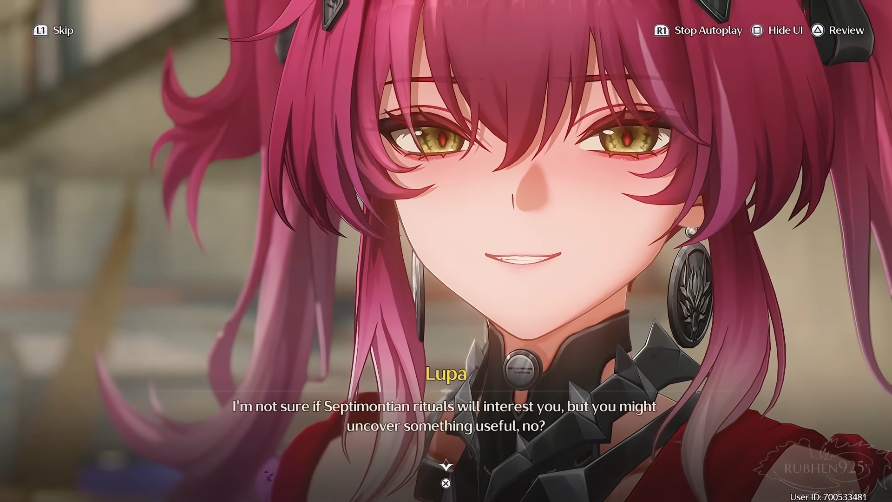 L1 Skip
R1 Stop Autoplay Hide UI Review
Lupa
I'm not sure if Septimontian rituals will interest you, but you might
uncover something useful, no?
RUBHEN925
User ID: 700533481